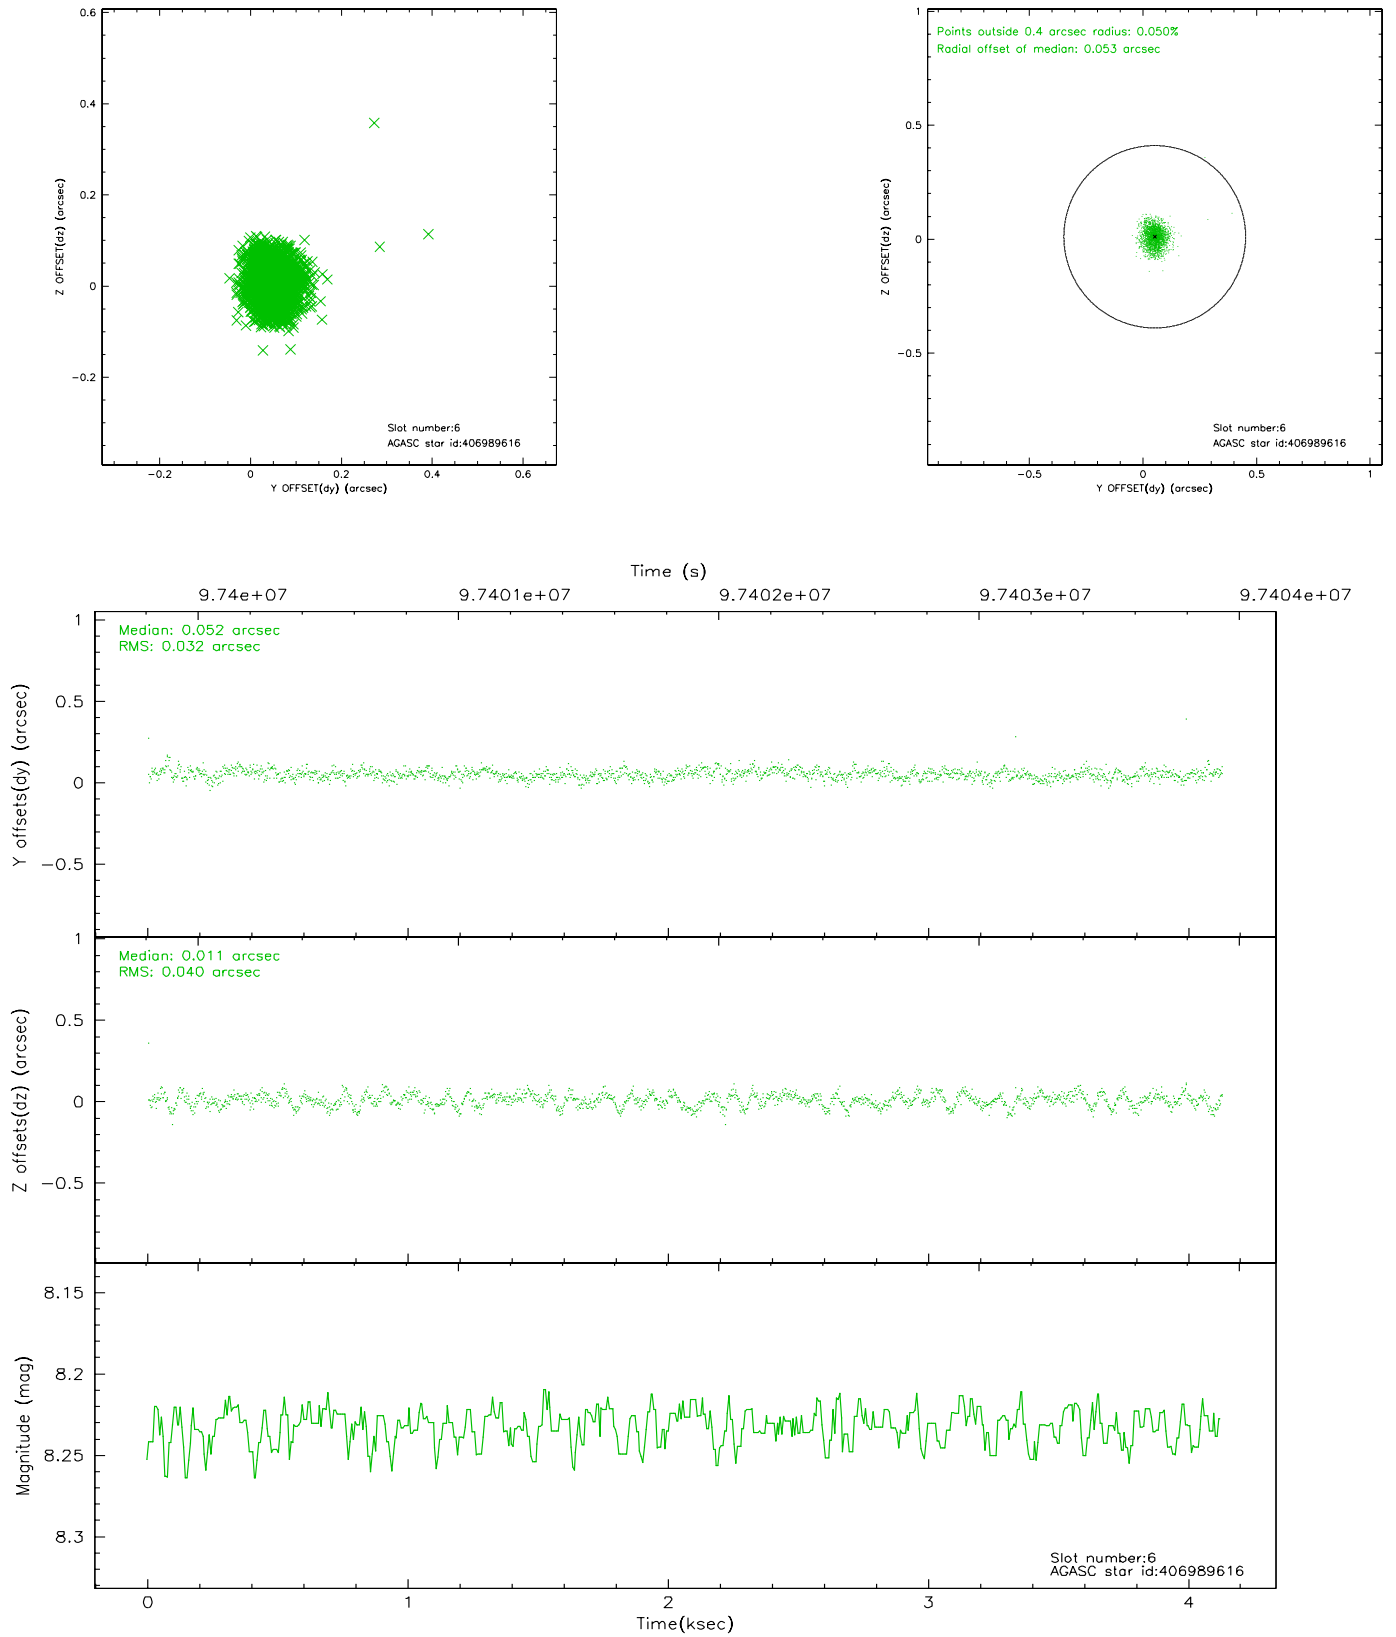 0.6
0.4
0.2
0
−0.2
Z OFFSET(dz) (arcsec)
−0.2 0 0.2 0.4 0.6
Y OFFSET(dy) (arcsec)
Slot number:6
AGASC star id:406989616
Points outside 0.4 arcsec radius: 0.050%
Radial offset of median: 0.053 arcsec
1
0.5
0
−0.5
Z OFFSET(dz) (arcsec)
−0.5 0 0.5 1
Y OFFSET(dy) (arcsec)
Slot number:6
AGASC star id:406989616
Time (s)
9.74e+07 9.7401e+07 9.7402e+07 9.7403e+07 9.7404e+07
Median: 0.052 arcsec
RMS: 0.032 arcsec
1
0.5
0
−0.5
Y offsets(dy) (arcsec)
Median: 0.011 arcsec
RMS: 0.040 arcsec
1
0.5
0
−0.5
Z offsets(dz) (arcsec)
8.15
8.2
8.25
8.3
Magnitude (mag)
Slot number:6
AGASC star id:406989616
0 1 2 3 4
Time(ksec)